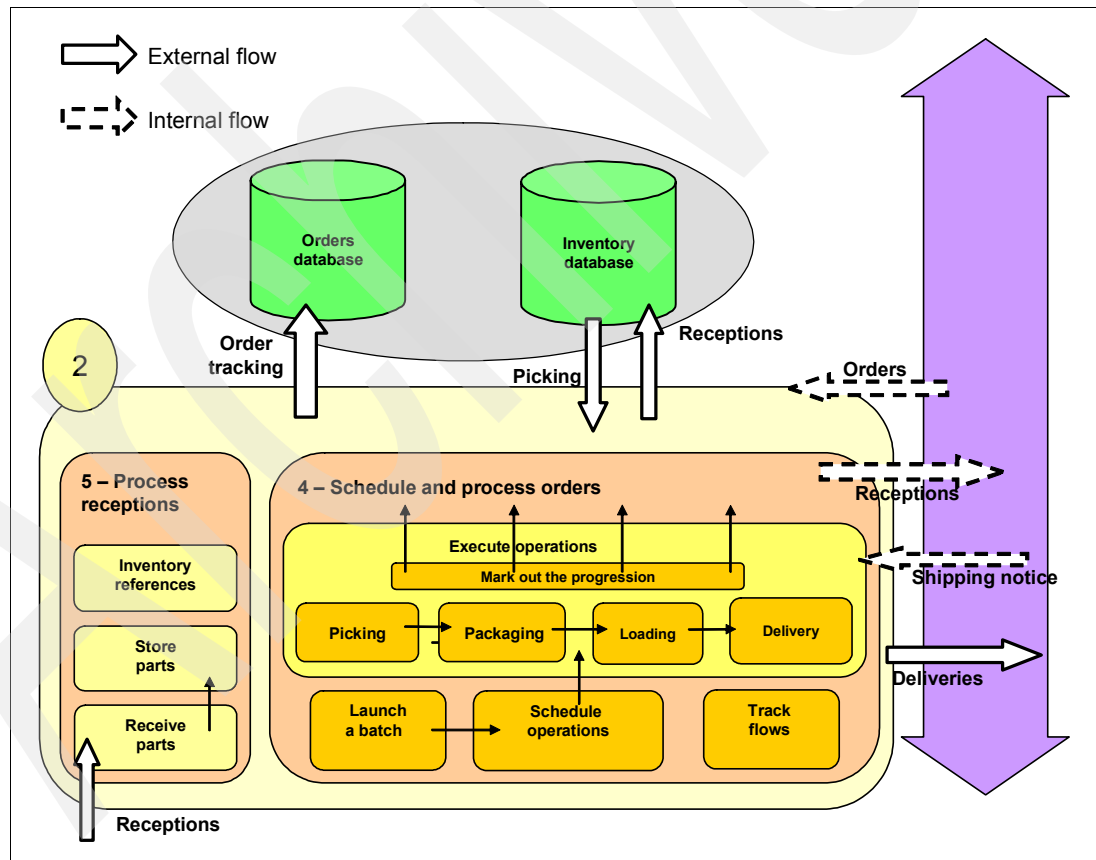 External flow
Internal flow
Orders
database
Inventory
database
Order
tracking
Picking
Receptions
2
Orders
5 – Process
receptions
4 – Schedule and process orders
Receptions
Execute operations
Mark out the progression
Shipping notice
Inventory
references
Picking
Packaging
Loading
Delivery
Store
parts
Deliveries
Receive
parts
Launch
a batch
Schedule
operations
Track
flows
Receptions